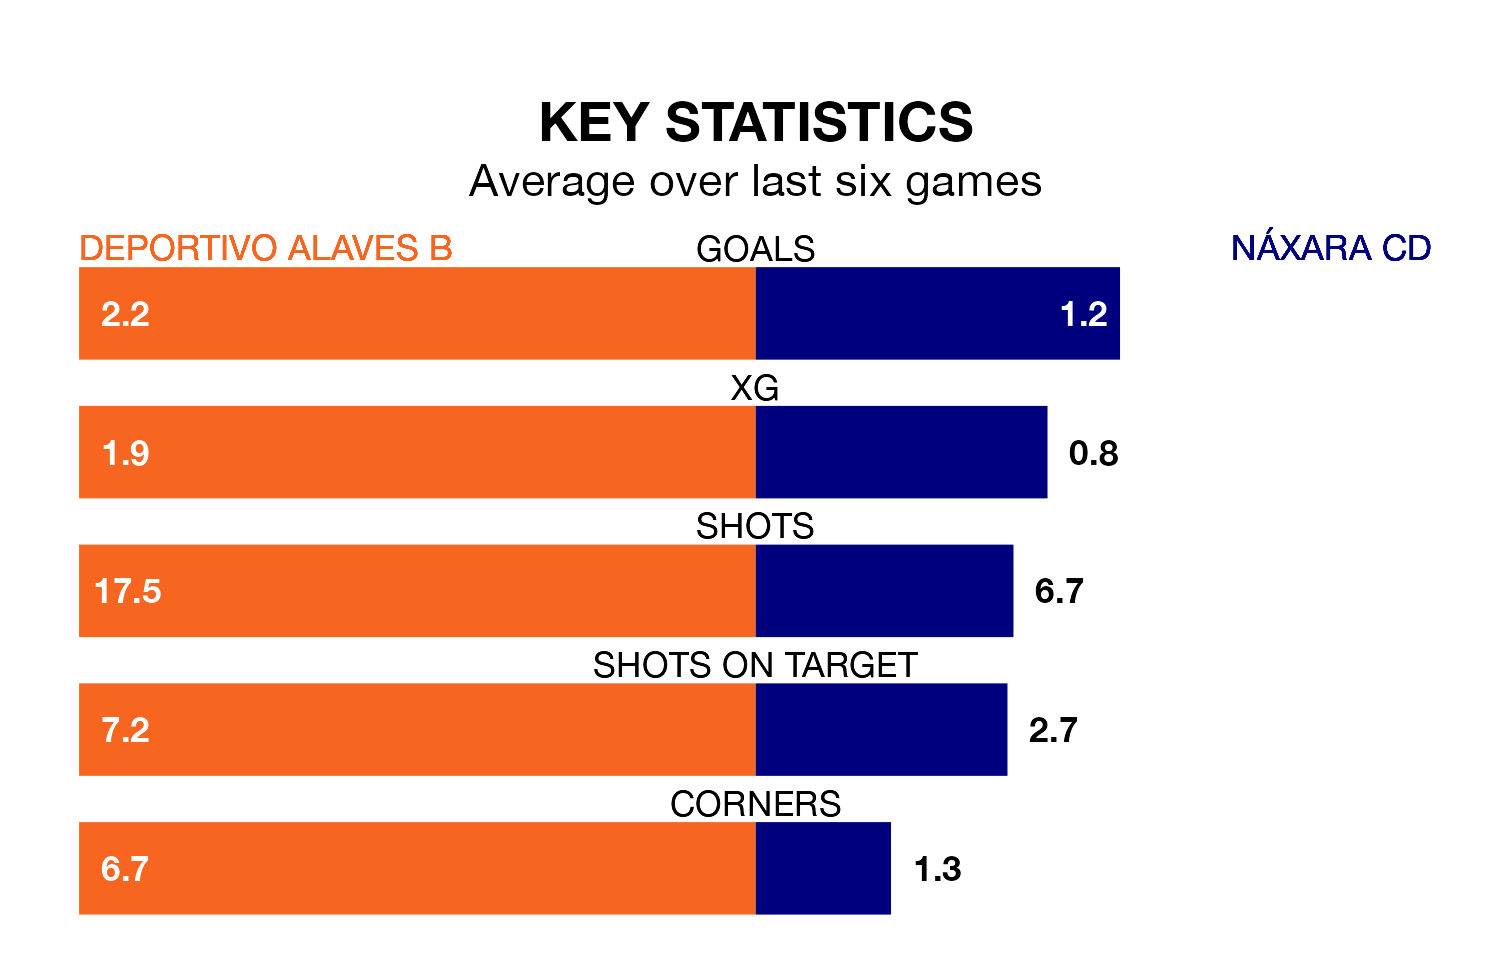 KEY STATISTICS
Average over last six games
DEPORTIVO ALAVES B GOALS NÁXARA CD
2.2 1.2
XG
1.9 0.8
SHOTS
17.5 6.7
SHOTS ON TARGET
7.2 2.7
CORNERS
6.7 1.3